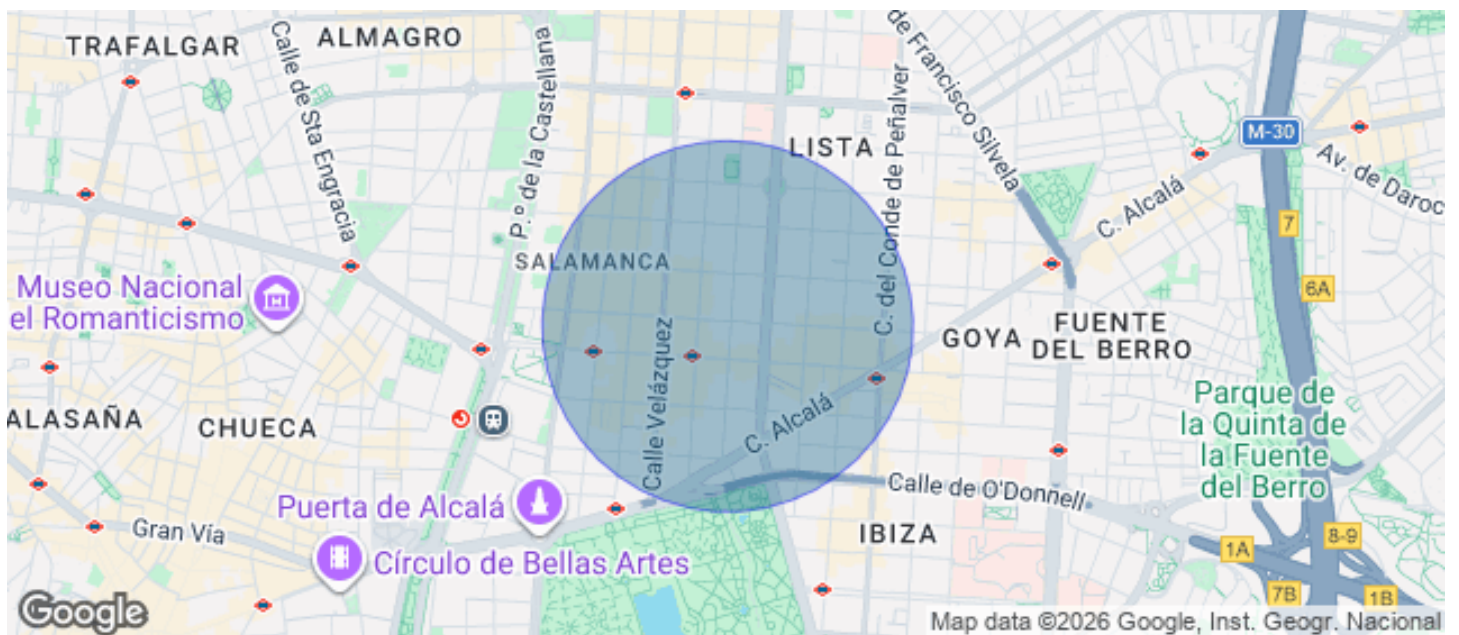 TRAFALGAR
ALMAGRO
Calle de Sta Engracia
P.º de la Castellana
de Francisco Silvela
C. del Conde de Peñalver
LISTA
M-30
Av. de Daroc
C. Alcalá
7
SALAMANCA
6A
Museo Nacional
el Romanticismo
Calle Velázquez
GOYA
FUENTE
DEL BERRO
Parque de
la Quinta de
la Fuente
del Berro
ALASAÑA
CHUECA
C. Alcalá
Calle de O'Donnell
Puerta de Alcalá
Gran Vía
IBIZA
8-9
1A
Círculo de Bellas Artes
7B
1B
Google
Map data ©2026 Google, Inst. Geogr. Nacional